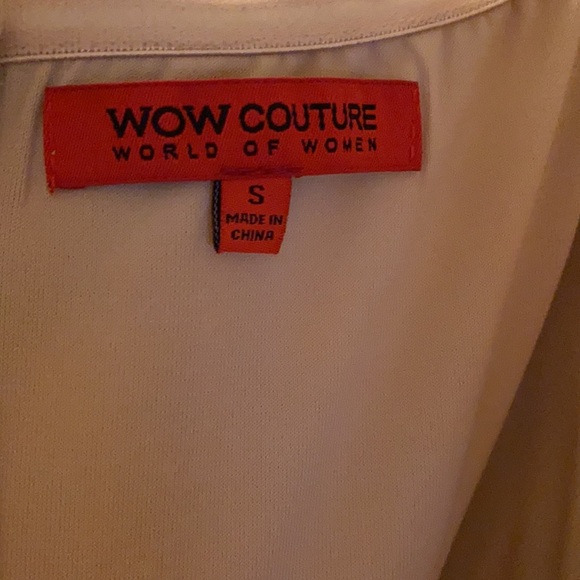 WOW COUTURE
WORLD OF WOMEN
S
MADE IN
CHINA